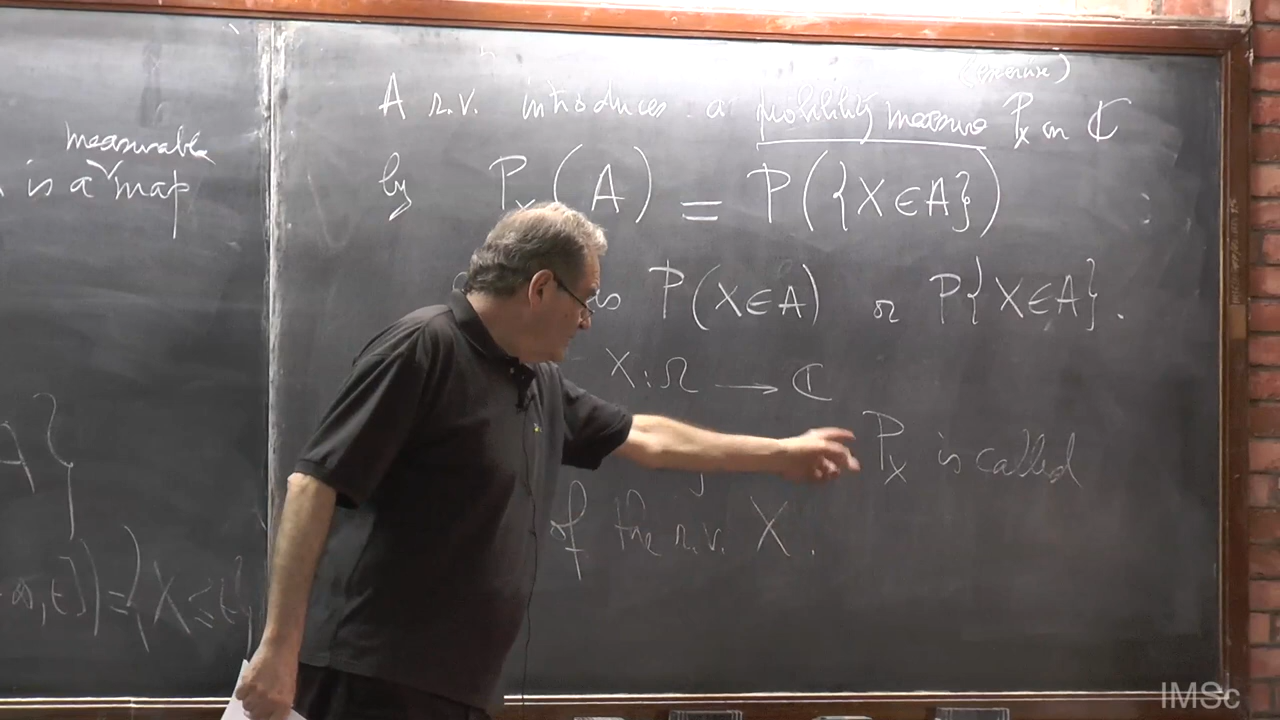 measurable
is a map
A}
,t]) = {X ≤ t}
(exercise)
A r.v. introduces a probability measure P_X on ℂ
by P_X(A) = P({X∈A})
P(X∈A) or P{X∈A}.
X : Ω → ℂ
P_X is called
of the r.v. X.
IMSc